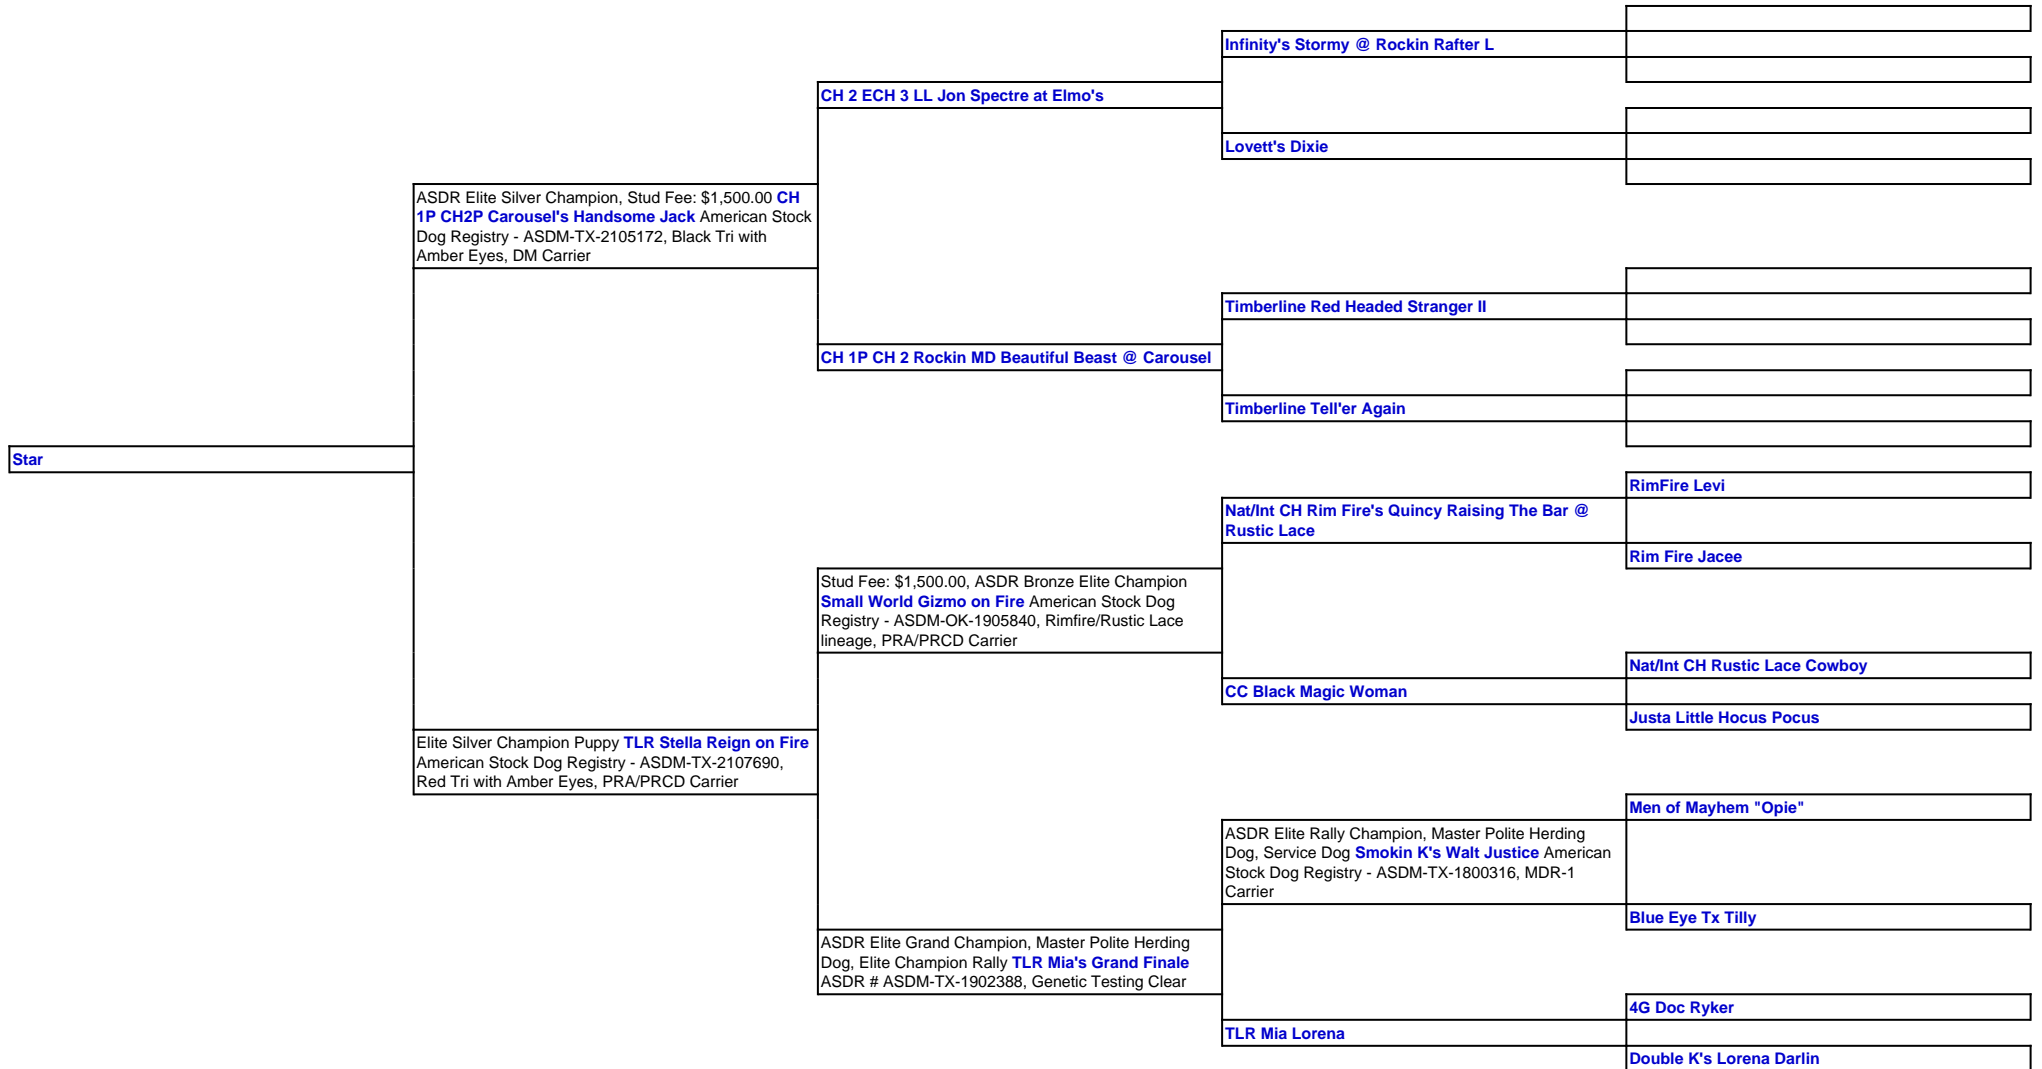 Infinity's Stormy @ Rockin Rafter L
CH 2 ECH 3 LL Jon Spectre at Elmo's
Lovett's Dixie
ASDR Elite Silver Champion, Stud Fee: $1,500.00 CH
1P CH2P Carousel's Handsome Jack American Stock
Dog Registry - ASDM-TX-2105172, Black Tri with
Amber Eyes, DM Carrier
Timberline Red Headed Stranger II
CH 1P CH 2 Rockin MD Beautiful Beast @ Carousel
Timberline Tell'er Again
Star
RimFire Levi
Nat/Int CH Rim Fire's Quincy Raising The Bar @
Rustic Lace
Rim Fire Jacee
Stud Fee: $1,500.00, ASDR Bronze Elite Champion
Small World Gizmo on Fire American Stock Dog
Registry - ASDM-OK-1905840, Rimfire/Rustic Lace
lineage, PRA/PRCD Carrier
Nat/Int CH Rustic Lace Cowboy
CC Black Magic Woman
Justa Little Hocus Pocus
Elite Silver Champion Puppy TLR Stella Reign on Fire
American Stock Dog Registry - ASDM-TX-2107690,
Red Tri with Amber Eyes, PRA/PRCD Carrier
Men of Mayhem "Opie"
ASDR Elite Rally Champion, Master Polite Herding
Dog, Service Dog Smokin K's Walt Justice American
Stock Dog Registry - ASDM-TX-1800316, MDR-1
Carrier
Blue Eye Tx Tilly
ASDR Elite Grand Champion, Master Polite Herding
Dog, Elite Champion Rally TLR Mia's Grand Finale
ASDR # ASDM-TX-1902388, Genetic Testing Clear
4G Doc Ryker
TLR Mia Lorena
Double K's Lorena Darlin